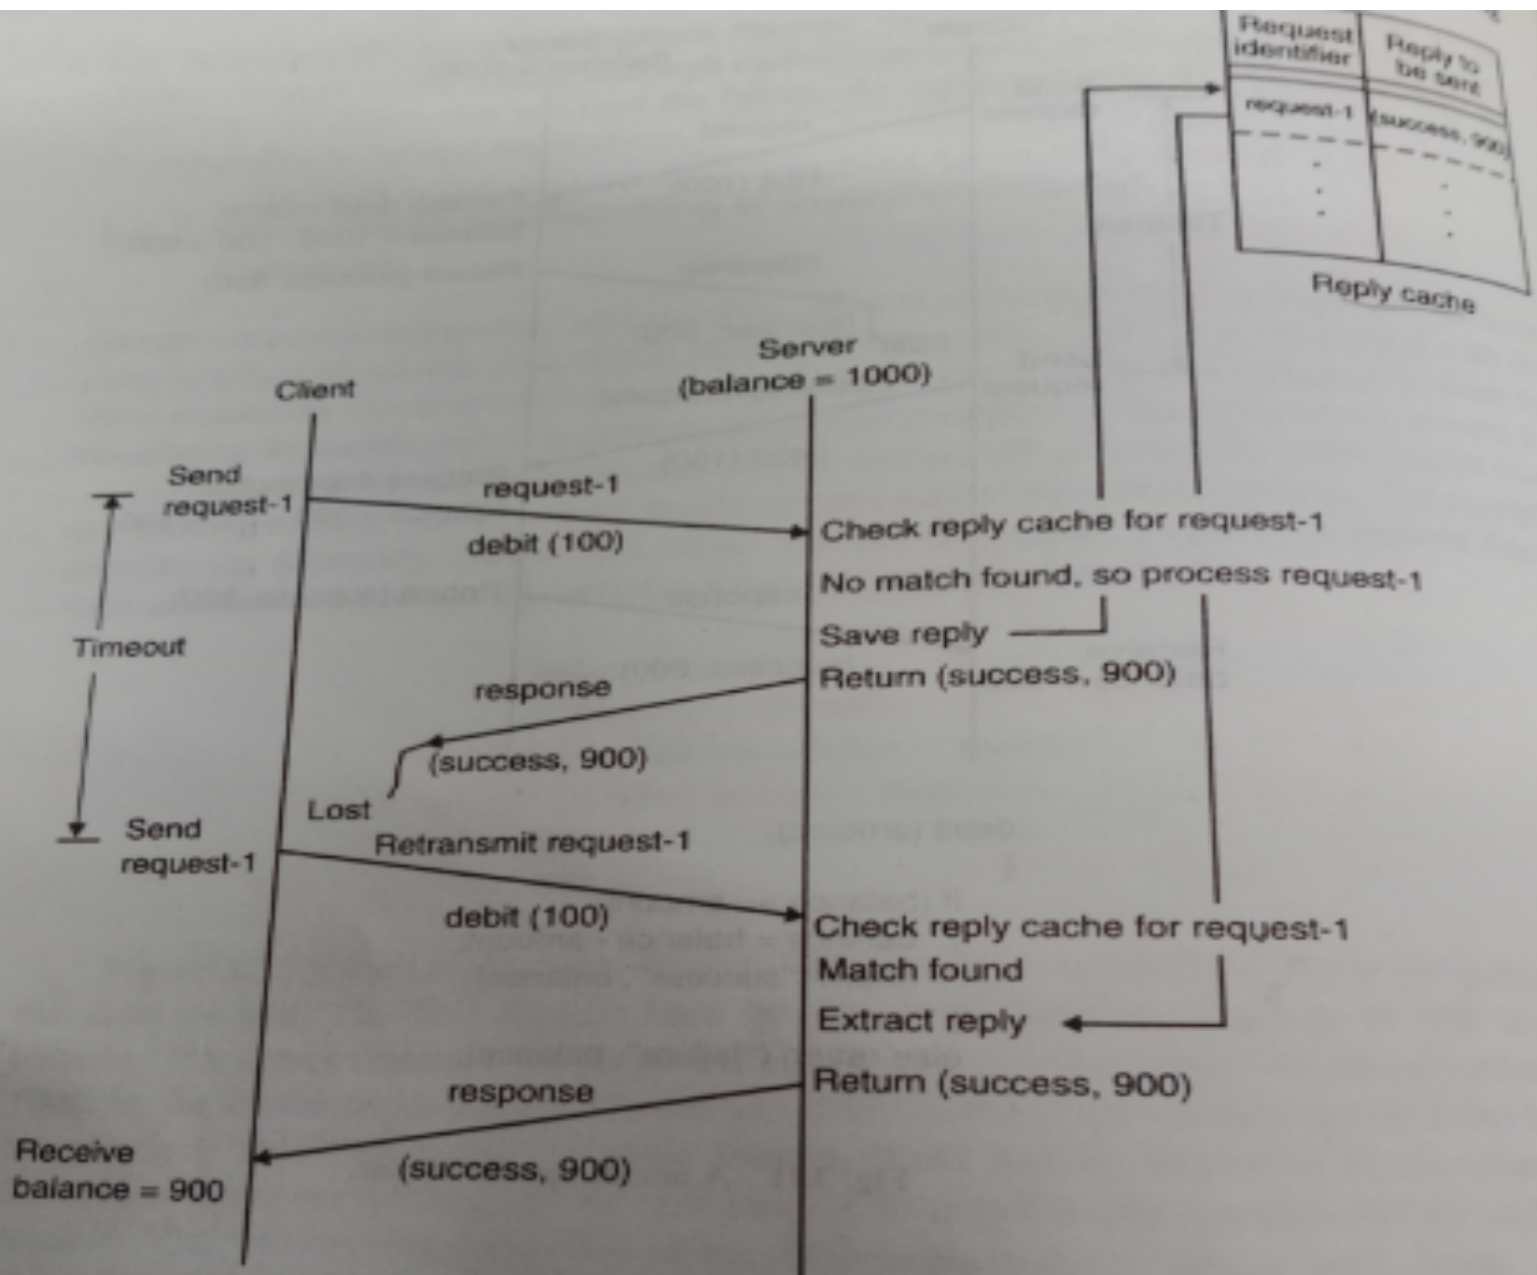 Request
identifier
Reply to
be sent
request-1
(success, 900)
Reply cache
Server
(balance = 1000)
Client
Send
request-1
request-1
debit (100)
Check reply cache for request-1
No match found, so process request-1
Timeout
Save reply
Return (success, 900)
response
(success, 900)
Lost
Send
request-1
Retransmit request-1
debit (100)
Check reply cache for request-1
Match found
Extract reply
Return (success, 900)
response
(success, 900)
Receive
balance = 900